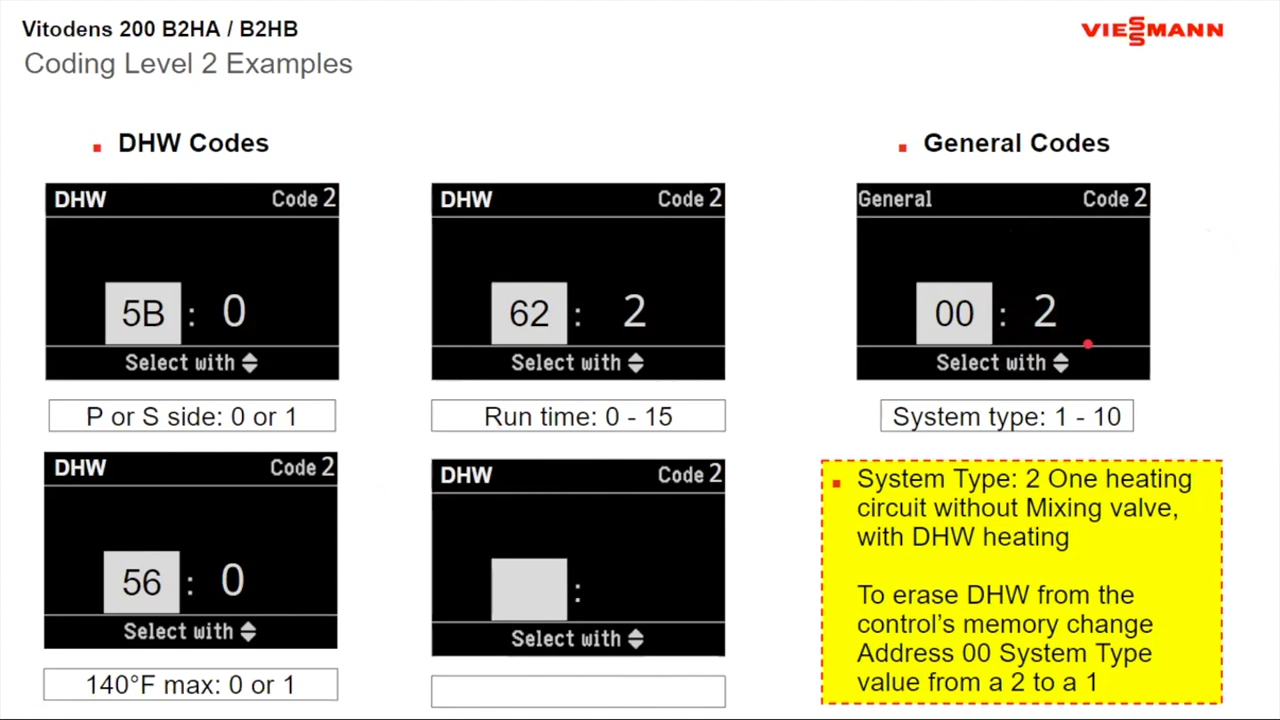 Vitodens 200 B2HA / B2HB
VIESSMANN
Coding Level 2 Examples
▪ DHW Codes
DHW Code 2
5B : 0
Select with
P or S side: 0 or 1
DHW Code 2
62 : 2
Select with
Run time: 0 - 15
DHW Code 2
56 : 0
Select with
140°F max: 0 or 1
DHW Code 2
:
Select with
▪ General Codes
General Code 2
00 : 2
Select with
System type: 1 - 10
▪ System Type: 2 One heating
circuit without Mixing valve,
with DHW heating
To erase DHW from the
control’s memory change
Address 00 System Type
value from a 2 to a 1